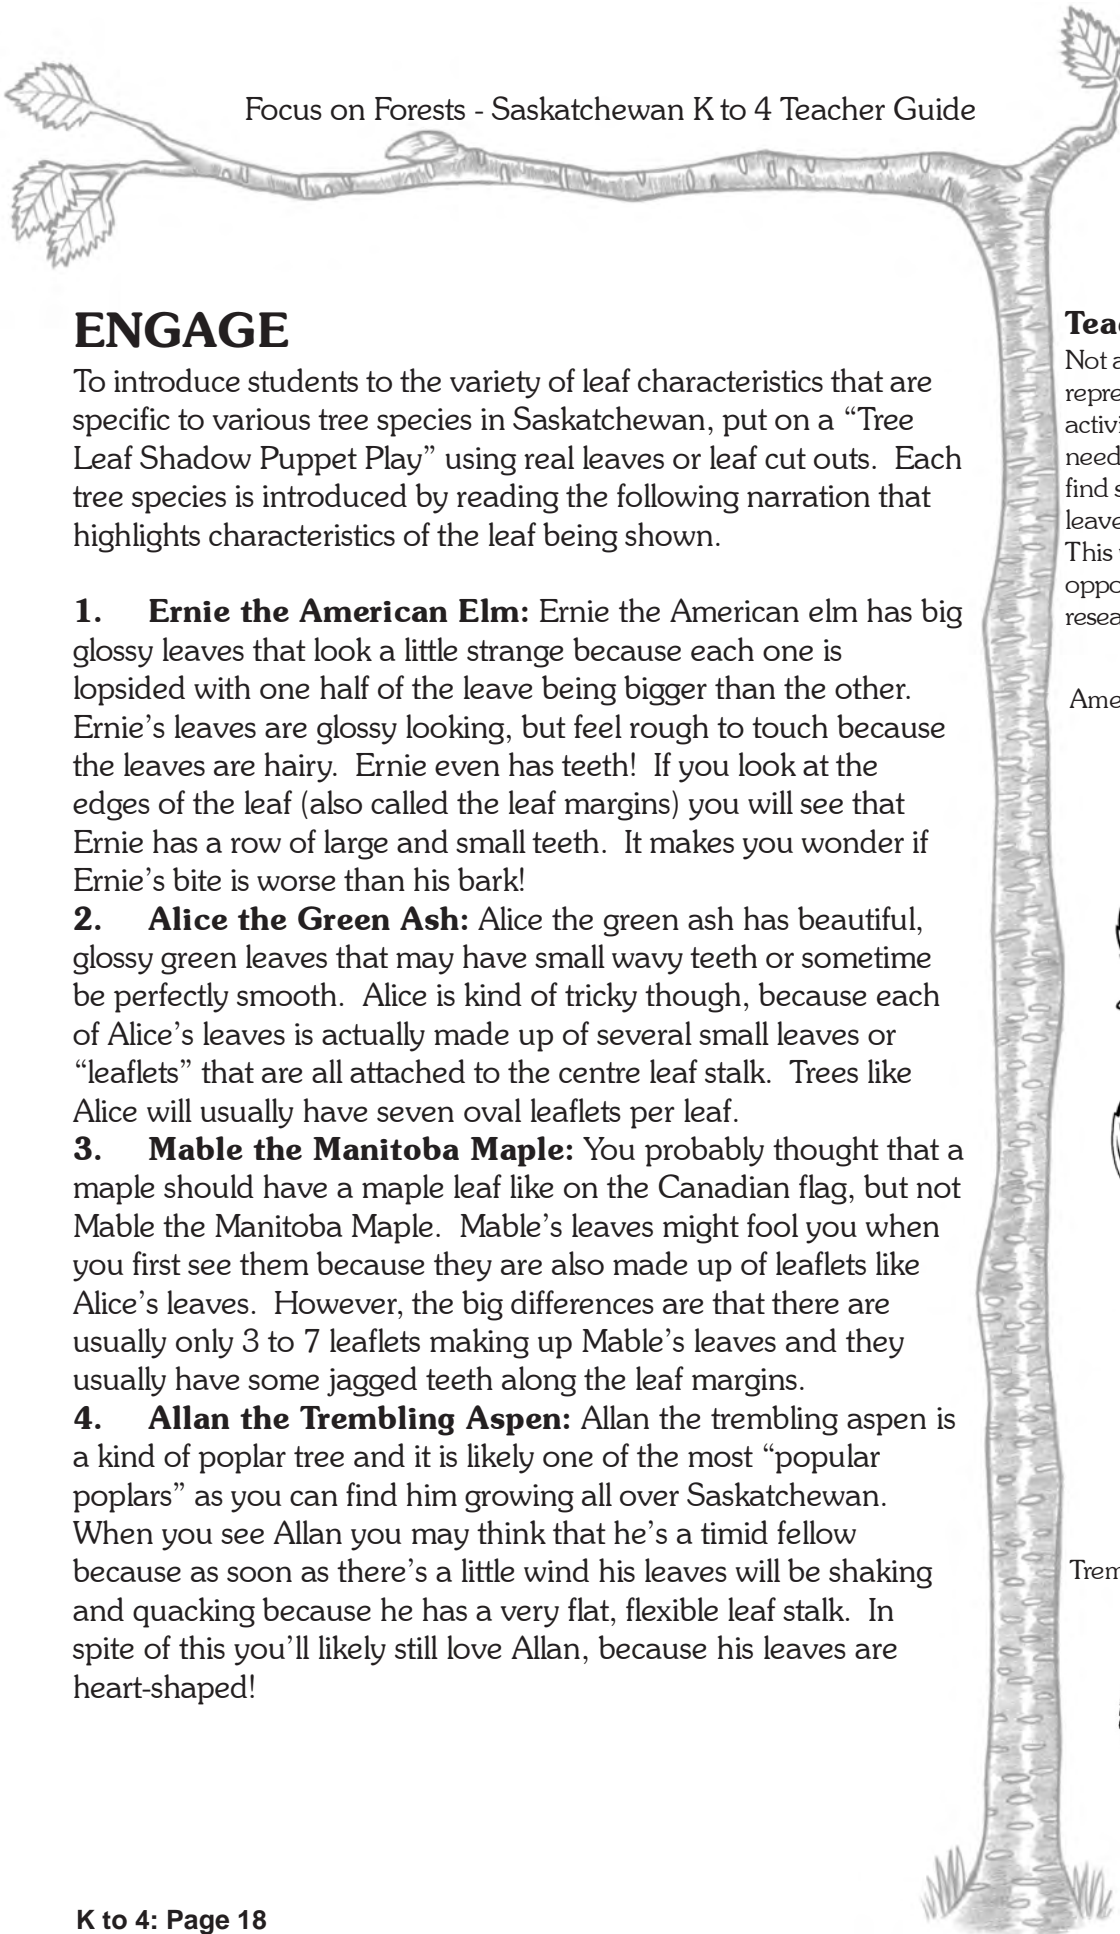 Focus on Forests - Saskatchewan K to 4 Teacher Guide
ENGAGE
To introduce students to the variety of leaf characteristics that are
specific to various tree species in Saskatchewan, put on a “Tree
Leaf Shadow Puppet Play” using real leaves or leaf cut outs.  Each
tree species is introduced by reading the following narration that
highlights characteristics of the leaf being shown.
1. Ernie the American Elm: Ernie the American elm has big
glossy leaves that look a little strange because each one is
lopsided with one half of the leave being bigger than the other.
Ernie’s leaves are glossy looking, but feel rough to touch because
the leaves are hairy.  Ernie even has teeth!  If you look at the
edges of the leaf (also called the leaf margins) you will see that
Ernie has a row of large and small teeth.  It makes you wonder if
Ernie’s bite is worse than his bark!
2. Alice the Green Ash: Alice the green ash has beautiful,
glossy green leaves that may have small wavy teeth or sometime
be perfectly smooth.  Alice is kind of tricky though, because each
of Alice’s leaves is actually made up of several small leaves or
“leaflets” that are all attached to the centre leaf stalk.  Trees like
Alice will usually have seven oval leaflets per leaf.
3. Mable the Manitoba Maple: You probably thought that a
maple should have a maple leaf like on the Canadian flag, but not
Mable the Manitoba Maple.  Mable’s leaves might fool you when
you first see them because they are also made up of leaflets like
Alice’s leaves.  However, the big differences are that there are
usually only 3 to 7 leaflets making up Mable’s leaves and they
usually have some jagged teeth along the leaf margins.
4. Allan the Trembling Aspen: Allan the trembling aspen is
a kind of poplar tree and it is likely one of the most “popular
poplars” as you can find him growing all over Saskatchewan.
When you see Allan you may think that he’s a timid fellow
because as soon as there’s a little wind his leaves will be shaking
and quacking because he has a very flat, flexible leaf stalk.  In
spite of this you’ll likely still love Allan, because his leaves are
heart-shaped!
Not
find
This
K to 4: Page 18